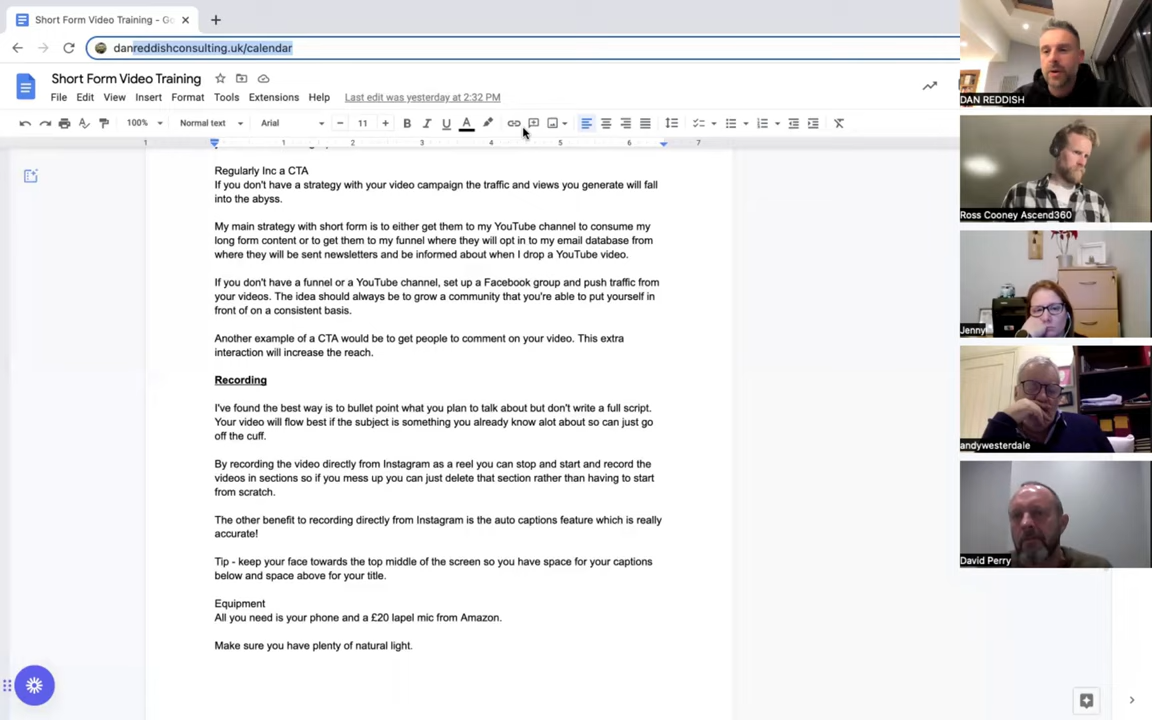 Short Form Video Training - Go
danreddishconsulting.uk/calendar
Short Form Video Training
File Edit View Insert Format Tools Extensions Help Last edit was yesterday at 2:32 PM
100% Normal text Arial 11
1 1 2 3 4 5 6 7
Regularly Inc a CTA
If you don't have a strategy with your video campaign the traffic and views you generate will fall
into the abyss.
My main strategy with short form is to either get them to my YouTube channel to consume my
long form content or to get them to my funnel where they will opt in to my email database from
where they will be sent newsletters and be informed about when I drop a YouTube video.
If you don't have a funnel or a YouTube channel, set up a Facebook group and push traffic from
your videos. The idea should always be to grow a community that you're able to put yourself in
front of on a consistent basis.
Another example of a CTA would be to get people to comment on your video. This extra
interaction will increase the reach.
Recording
I've found the best way is to bullet point what you plan to talk about but don't write a full script.
Your video will flow best if the subject is something you already know alot about so can just go
off the cuff.
By recording the video directly from Instagram as a reel you can stop and start and record the
videos in sections so if you mess up you can just delete that section rather than having to start
from scratch.
The other benefit to recording directly from Instagram is the auto captions feature which is really
accurate!
Tip - keep your face towards the top middle of the screen so you have space for your captions
below and space above for your title.
Equipment
All you need is your phone and a £20 lapel mic from Amazon.
Make sure you have plenty of natural light.
DAN REDDISH
Ross Cooney Ascend360
Jenny
andywesterdale
David Perry